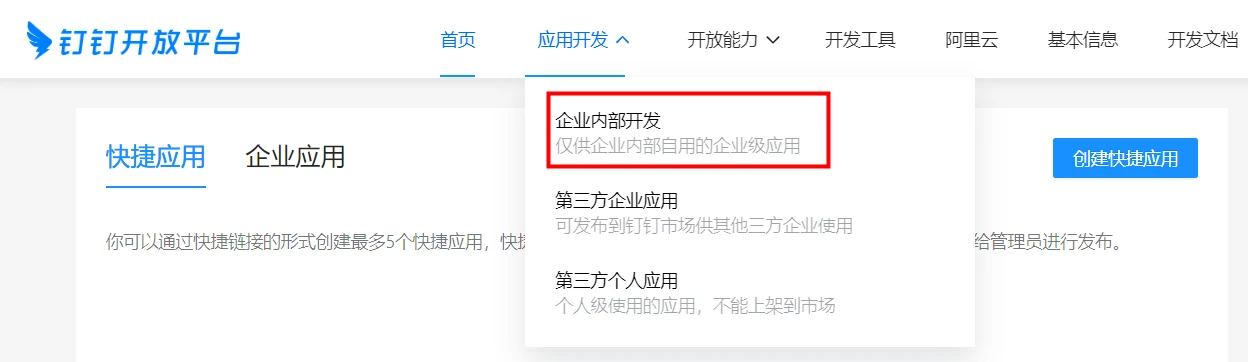 钉钉开放平台
首页
应用开发
开放能力
开发工具
阿里云
基本信息
开发文档
企业内部开发
仅供企业内部自用的企业级应用
快捷应用
企业应用
创建快捷应用
第三方企业应用
可发布到钉钉市场供其他三方企业使用
你可以通过快捷链接的形式创建最多5个快捷应用，快
给管理员进行发布。
第三方个人应用
个人级使用的应用，不能上架到市场